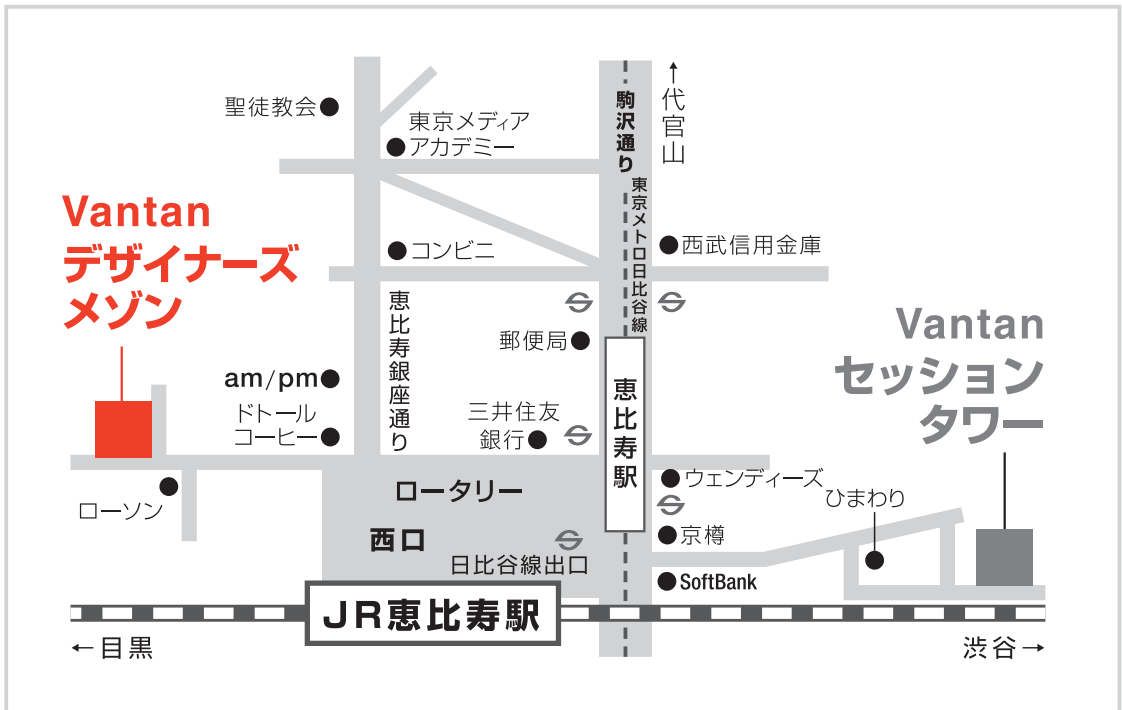 聖徒教会
東京メディア
アカデミー
駒沢通り
↑代官山
東京メトロ日比谷線
Vantan
デザイナーズ
メゾン
コンビニ
西武信用金庫
恵比寿銀座通り
郵便局
Vantan
セッション
タワー
am/pm
ドトール
コーヒー
三井住友
銀行
恵比寿駅
ローソン
ロータリー
ウェンディーズ
ひまわり
西口
京樽
日比谷線出口
SoftBank
JR恵比寿駅
←目黒
渋谷→